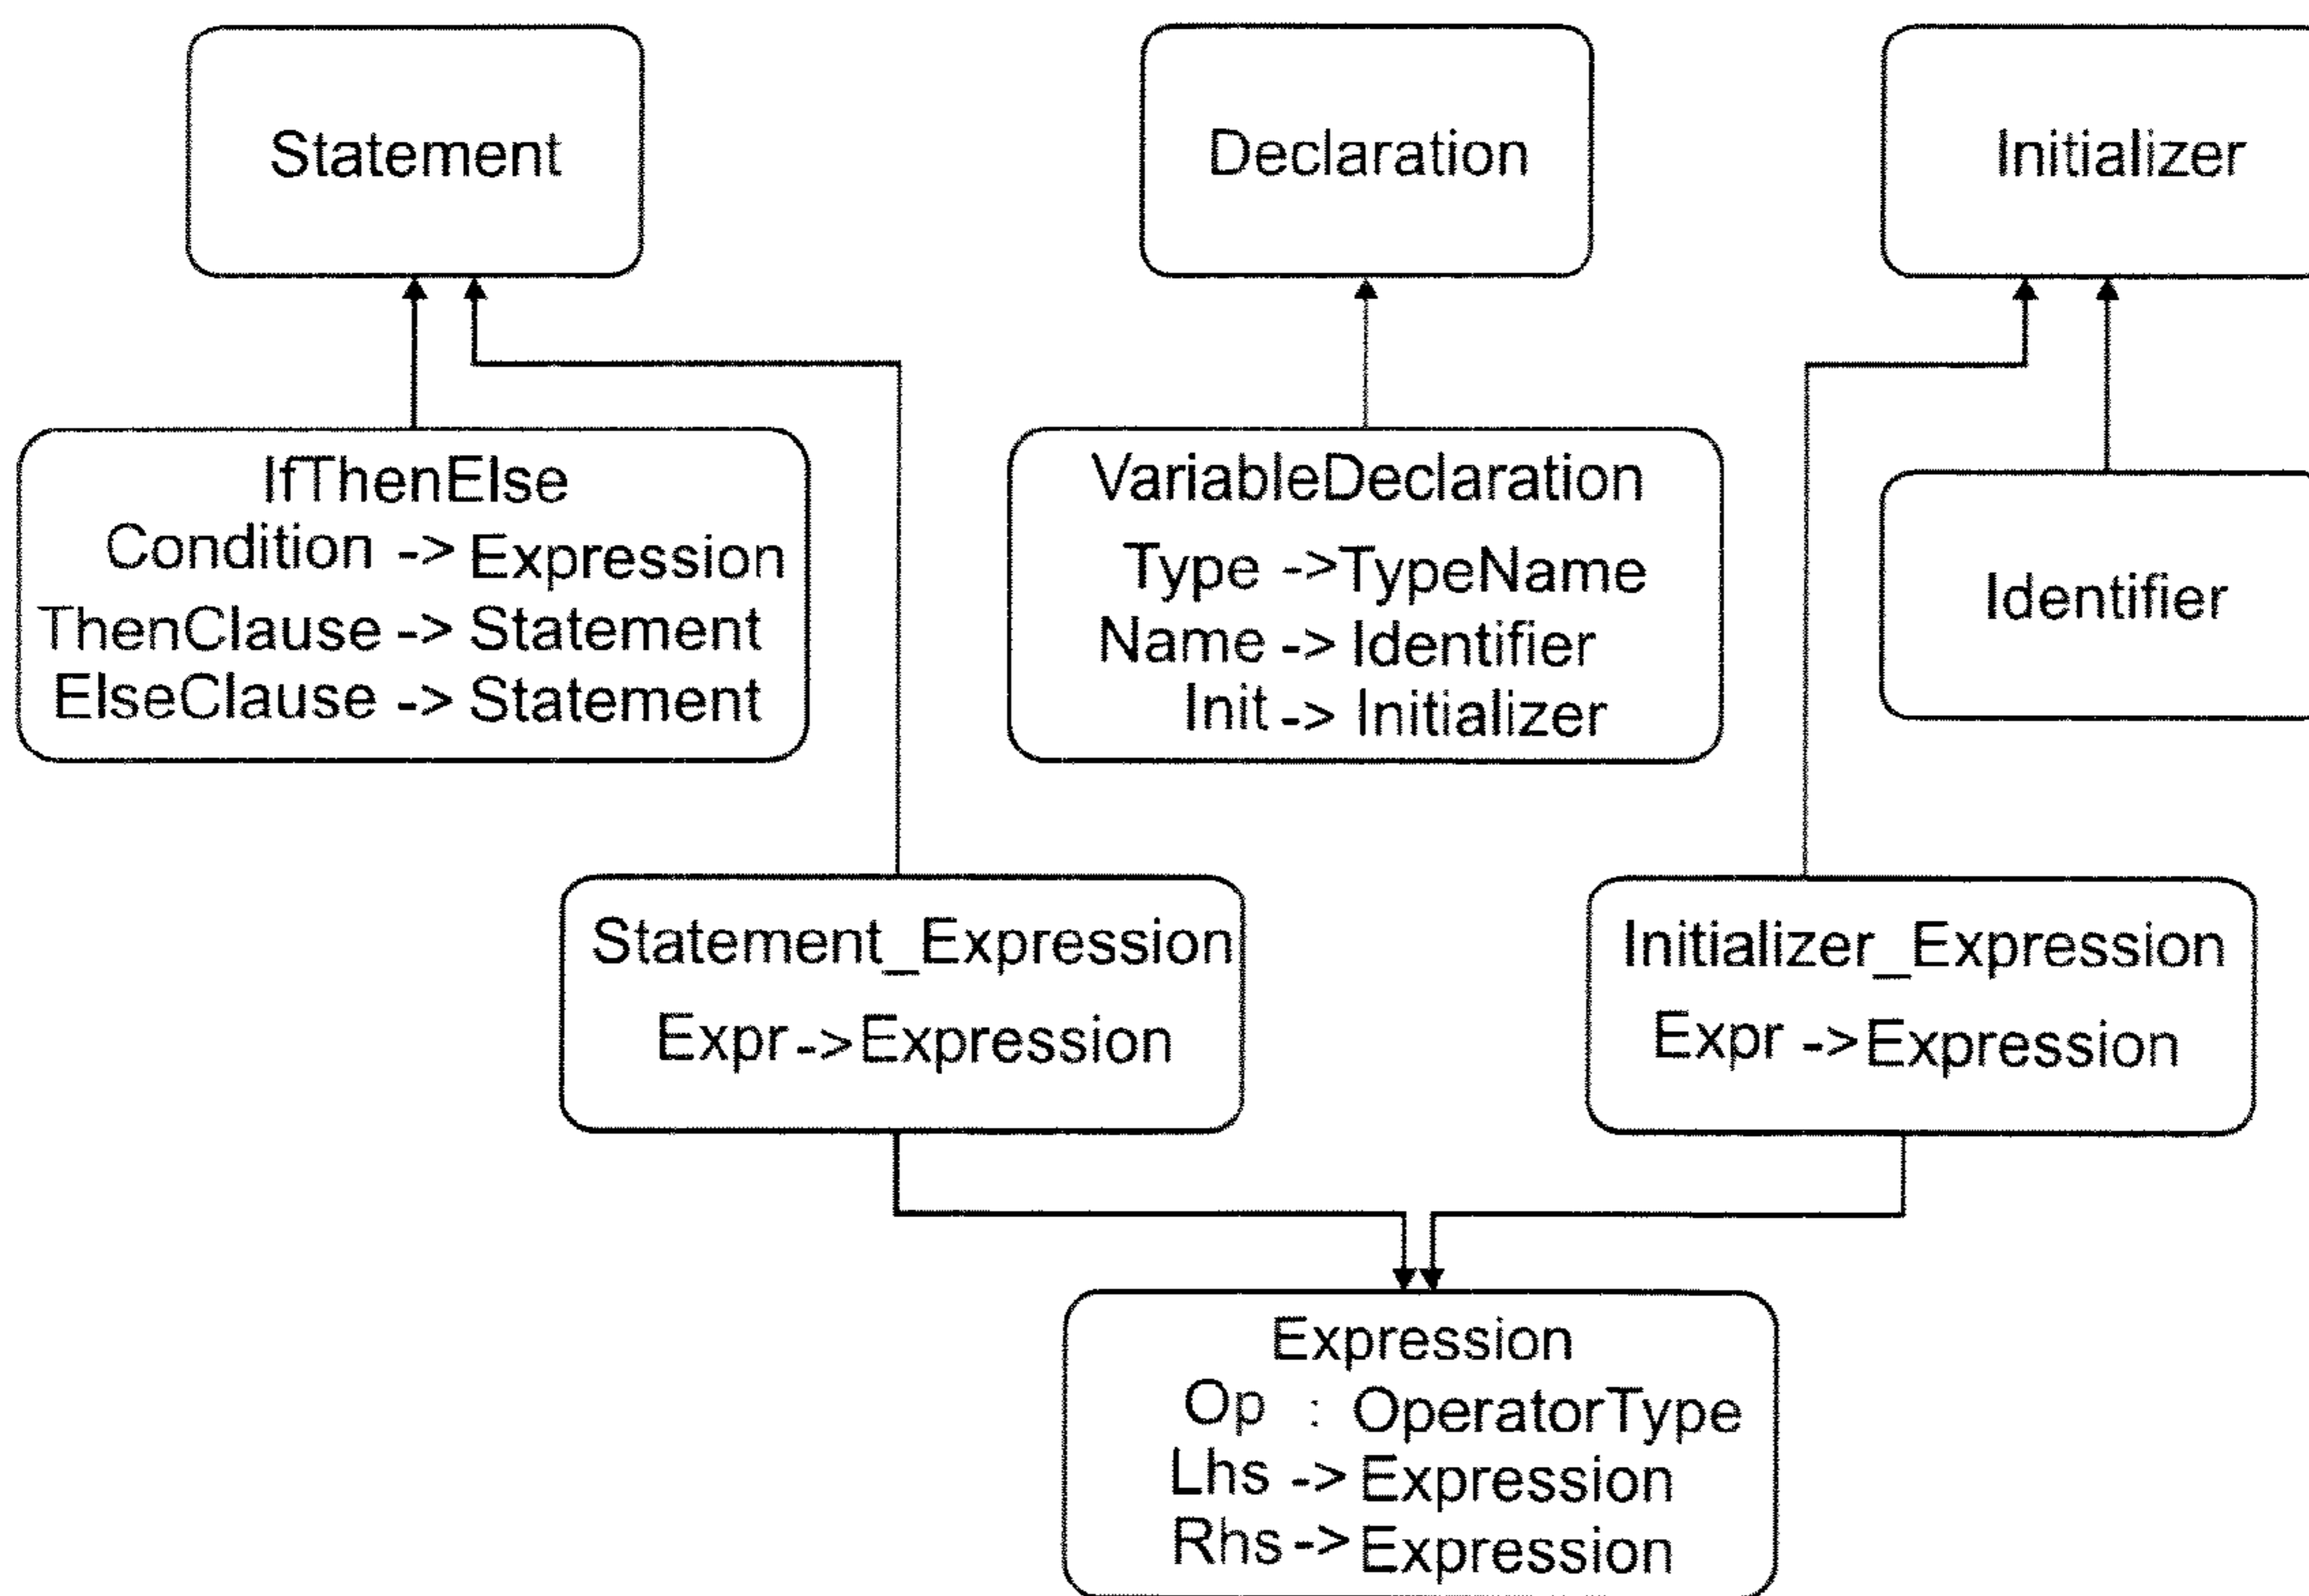 Statement
Declaration
Initializer
IfThenElse
Condition -> Expression
ThenClause -> Statement
ElseClause -> Statement
VariableDeclaration
Type ->TypeName
Name -> Identifier
Init -> Initializer
Identifier
Statement_Expression
Expr->Expression
Initializer_Expression
Expr ->Expression
Expression
Op : OperatorType
Lhs -> Expression
Rhs -> Expression